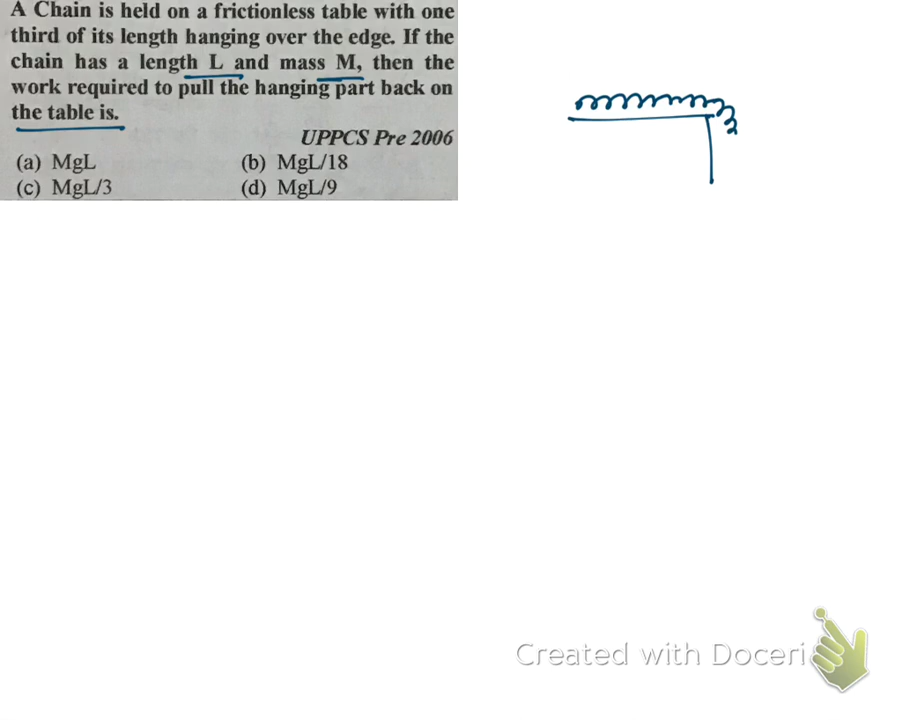 A Chain is held on a frictionless table with one
third of its length hanging over the edge. If the
chain has a length L and mass M, then the
work required to pull the hanging part back on
the table is.
UPPCS Pre 2006
(a) MgL (b) MgL/18
(c) MgL/3 (d) MgL/9
Created with Doceri